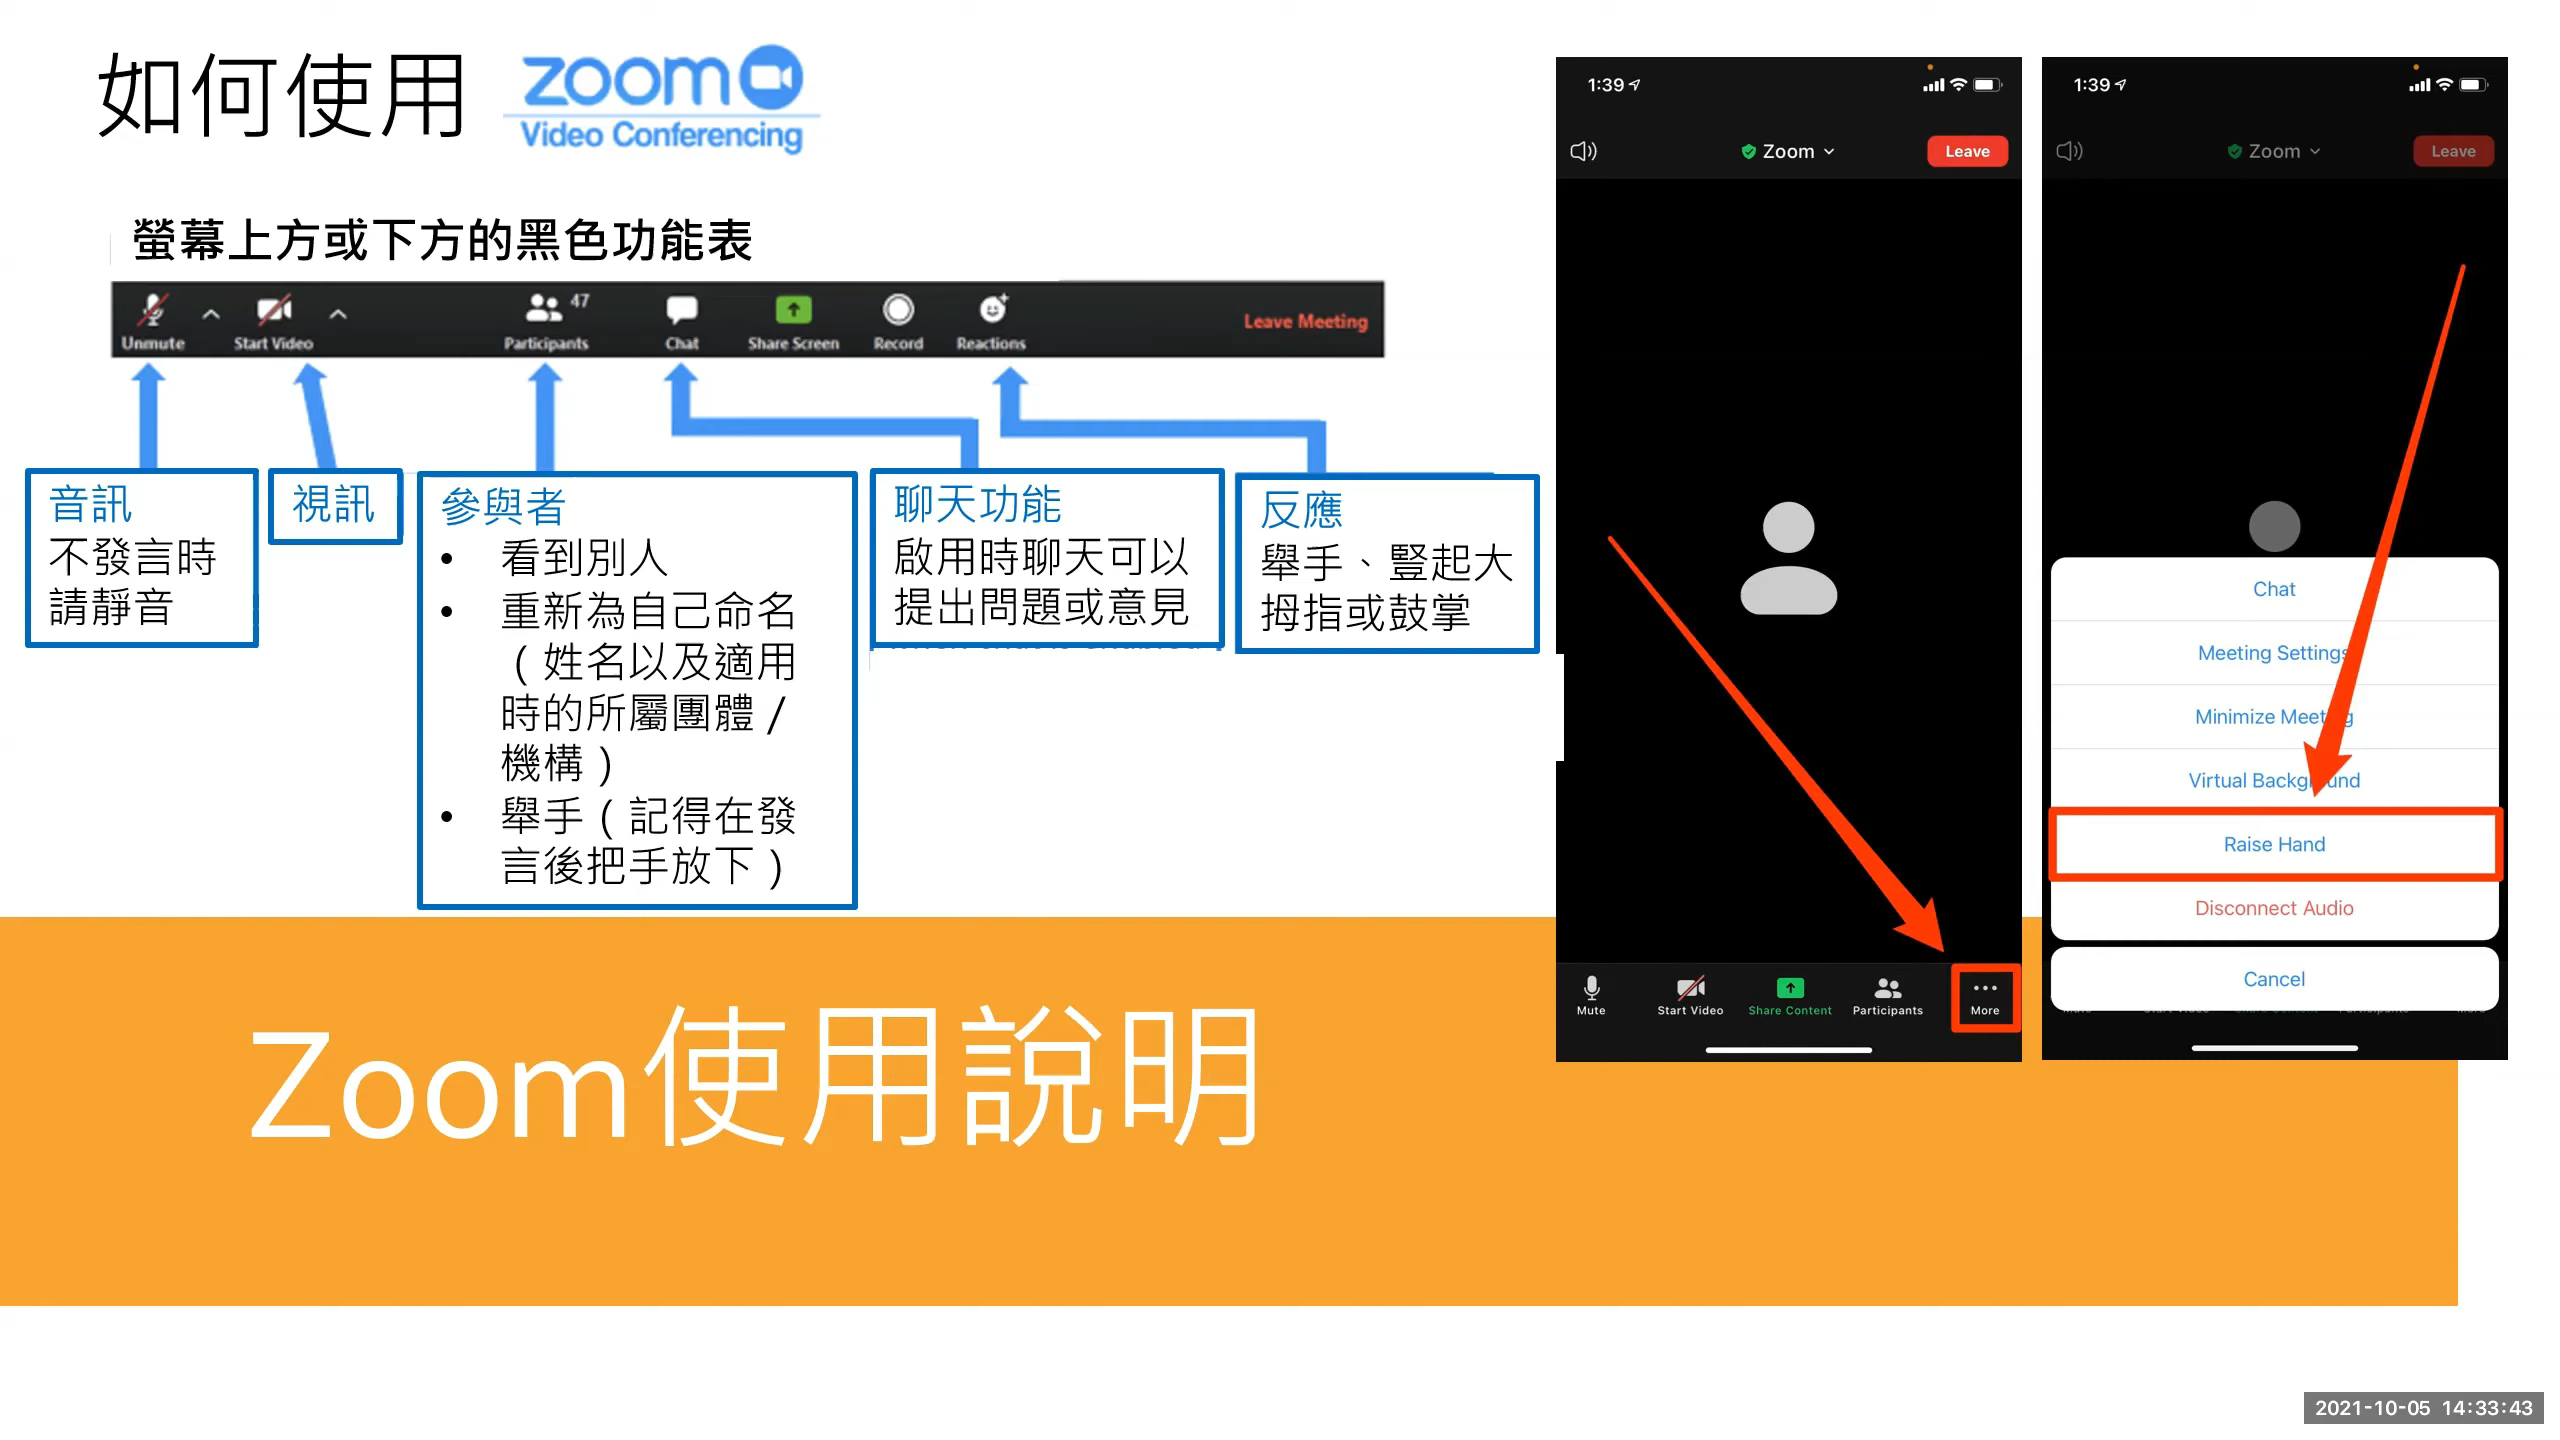 如何使用
zoom
Video Conferencing
螢幕上方或下方的黑色功能表
Unmute
Start Video
Participants
47
Chat
Share Screen
Record
Reactions
Leave Meeting
音訊
不發言時
請靜音
視訊
參與者
• 看到別人
• 重新為自己命名
（姓名以及適用
時的所屬團體/
機構）
• 舉手（記得在發
言後把手放下）
聊天功能
啟用時聊天可以
提出問題或意見
反應
舉手、豎起大
拇指或鼓掌
1:39
Zoom
Leave
Mute
Start Video
Share Content
Participants
More
1:39
Zoom
Leave
Chat
Meeting Settings
Minimize Meeting
Virtual Background
Raise Hand
Disconnect Audio
Cancel
Zoom使用說明
2021-10-05 14:33:43